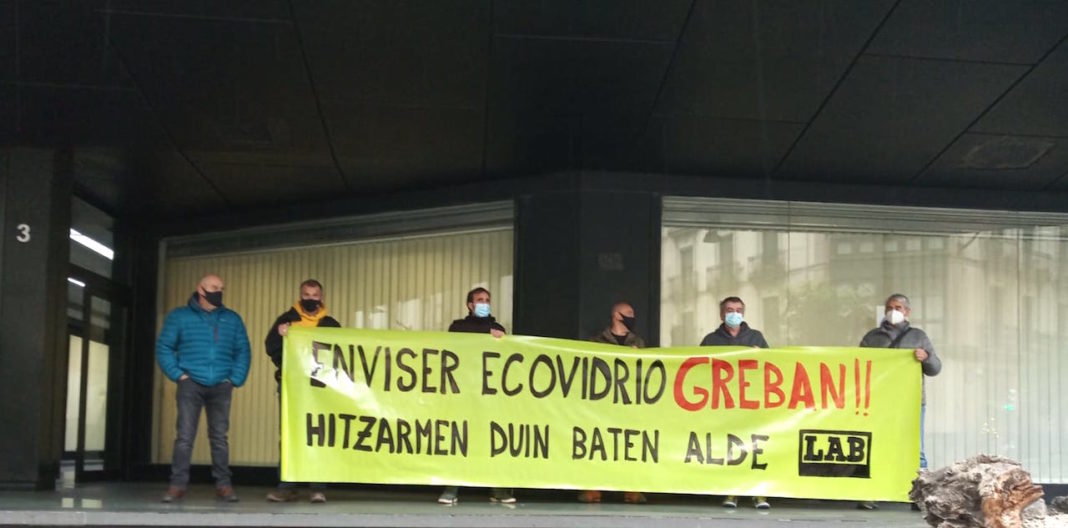 3
ENVISER ECOVIDRIO GREBAN!!
HITZARMEN DUIN BATEN ALDE LAB